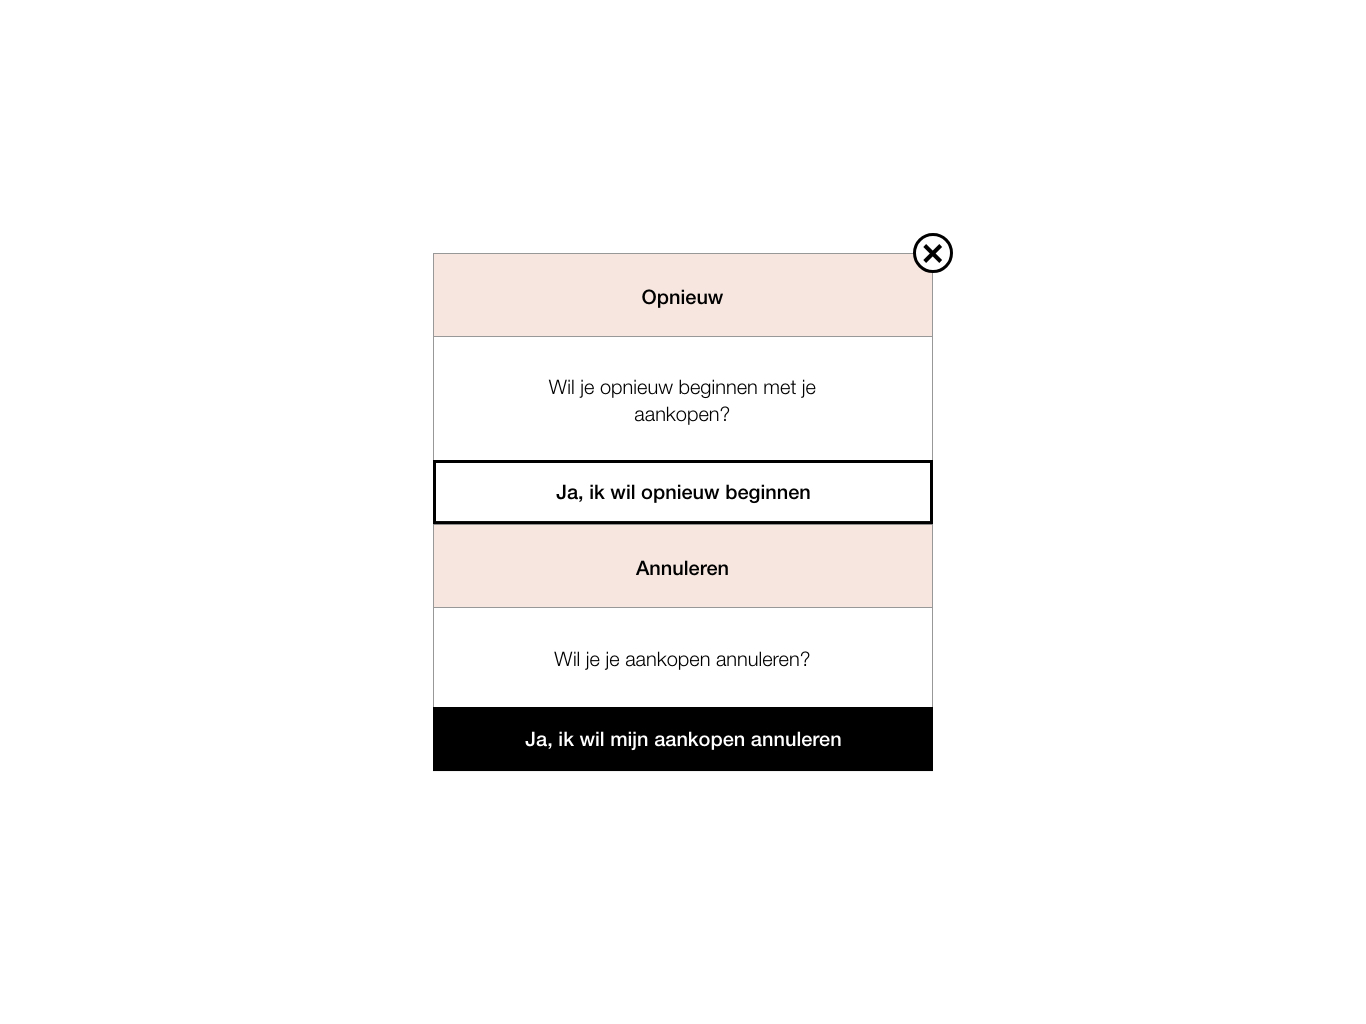 Opnieuw
Wil je opnieuw beginnen met je
aankopen?
Ja, ik wil opnieuw beginnen
Annuleren
Wil je je aankopen annuleren?
Ja, ik wil mijn aankopen annuleren